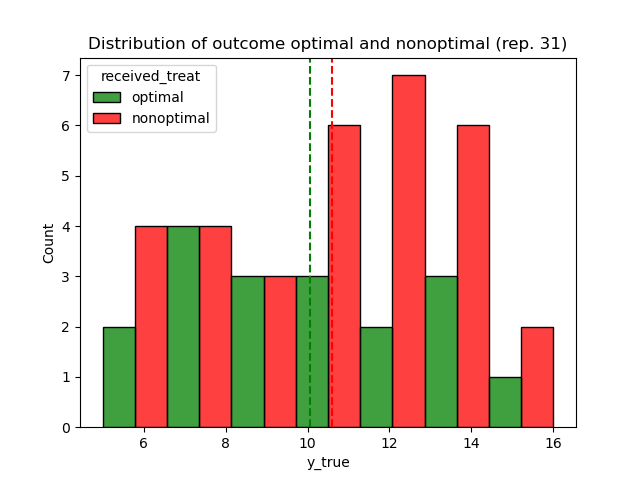 Distribution of outcome optimal and nonoptimal (rep. 31)
received_treat
optimal
nonoptimal
7
6
5
4
3
2
1
0
Count
6 8 10 12 14 16
y_true